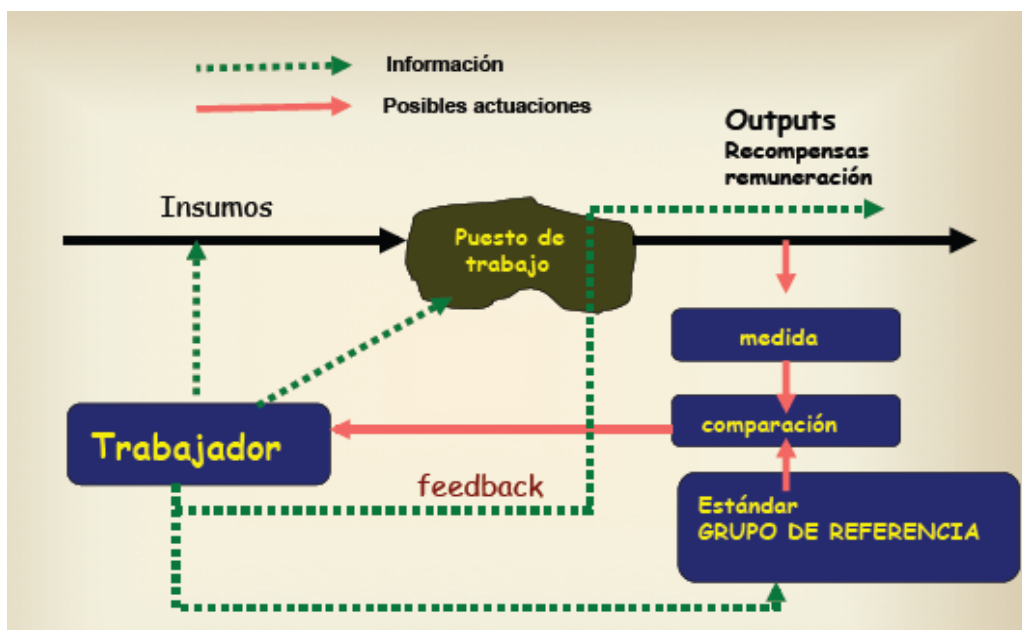 Información
Posibles actuaciones
Outputs
Recompensas
remuneración
Insumos
Puesto de
trabajo
medida
comparación
Trabajador
feedback
Estándar
GRUPO DE REFERENCIA